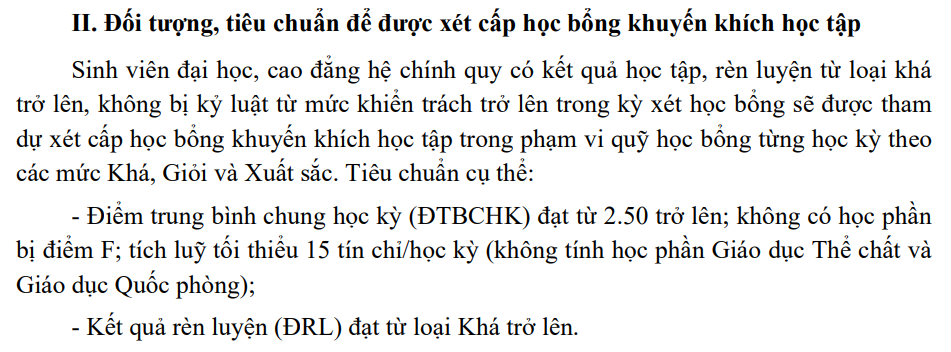 II. Đối tượng, tiêu chuẩn để được xét cấp học bổng khuyến khích học tập
Sinh viên đại học, cao đẳng hệ chính quy có kết quả học tập, rèn luyện từ loại khá
trở lên, không bị kỷ luật từ mức khiển trách trở lên trong kỳ xét học bổng sẽ được tham
dự xét cấp học bổng khuyến khích học tập trong phạm vi quỹ học bổng từng học kỳ theo
các mức Khá, Giỏi và Xuất sắc. Tiêu chuẩn cụ thể:
- Điểm trung bình chung học kỳ (ĐTBCHK) đạt từ 2.50 trở lên; không có học phần
bị điểm F; tích luỹ tối thiểu 15 tín chỉ/học kỳ (không tính học phần Giáo dục Thể chất và
Giáo dục Quốc phòng);
- Kết quả rèn luyện (ĐRL) đạt từ loại Khá trở lên.